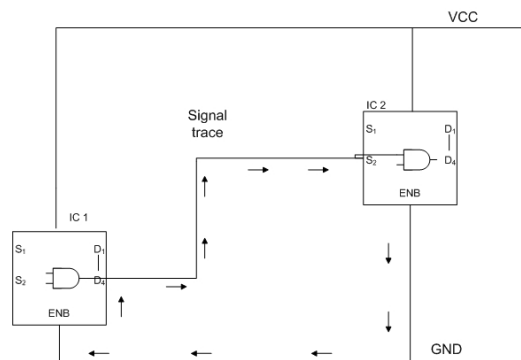 VCC
Signal
trace
IC 2
S1
D1
S2
D4
ENB
IC 1
S1
D1
S2
D4
ENB
GND